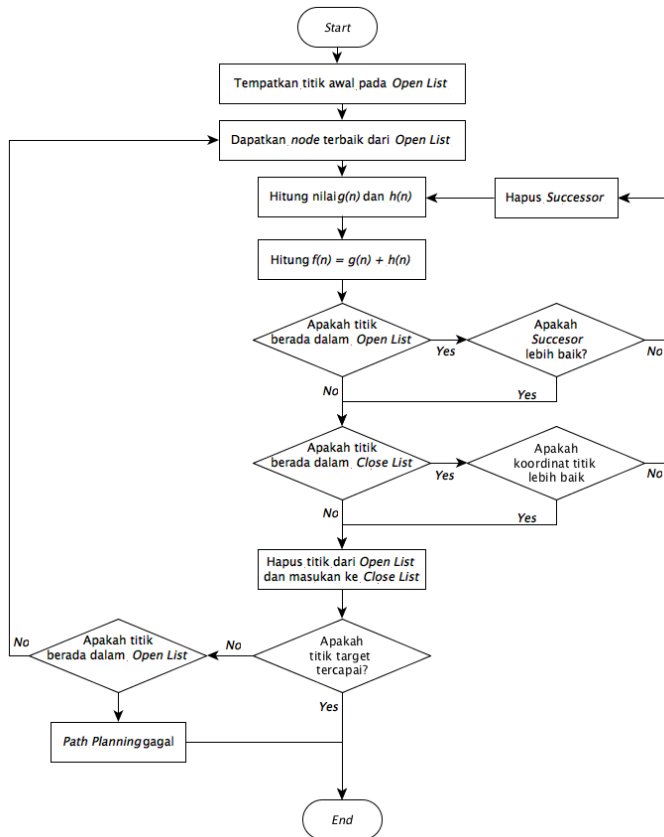 Start
Tempatkan titik awal pada Open List
Dapatkan node terbaik dari Open List
Hitung nilai g(n) dan h(n)
Hapus Successor
Hitung f(n) = g(n) + h(n)
Apakah titik
berada dalam Open List
Yes
Apakah
Succesor
lebih baik?
No
No
Yes
Apakah titik
berada dalam Close List
Yes
Apakah
koordinat titik
lebih baik
No
No
Yes
Hapus titik dari Open List
dan masukan ke Close List
No
Apakah titik
berada dalam Open List
No
Apakah
titik target
tercapai?
Yes
Path Planning gagal
End